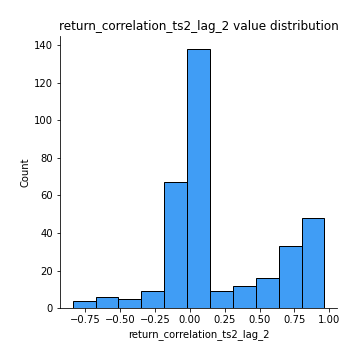 return_correlation_ts2_lag_2 value distribution
140
120
100
80
60
40
20
0
Count
−0.75 −0.50 −0.25 0.00 0.25 0.50 0.75 1.00
return_correlation_ts2_lag_2